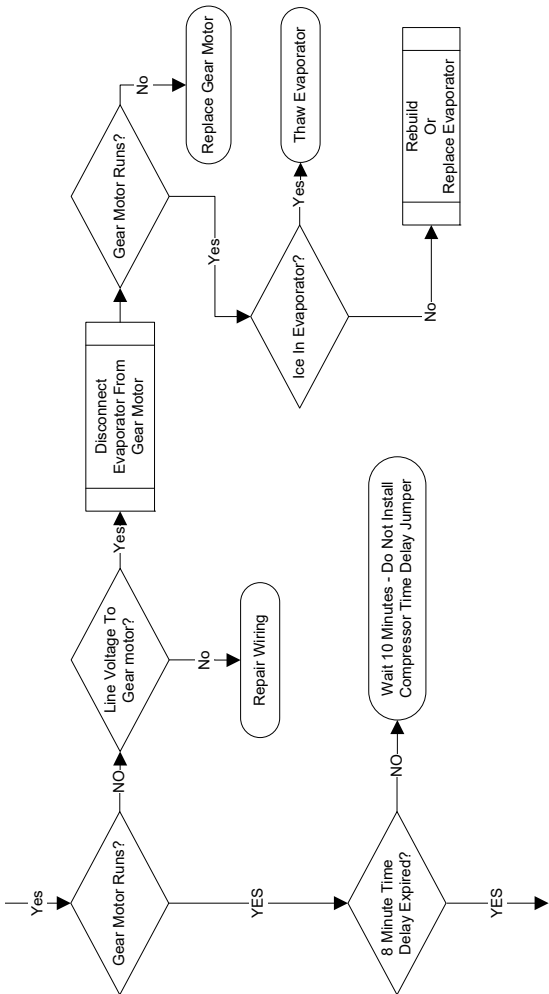 Yes
Gear Motor Runs?
NO
Line Voltage To
Gear motor?
Yes
Disconnect
Evaporator From
Gear Motor
Gear Motor Runs?
No
Replace Gear Motor
No
Repair Wiring
Yes
Ice In Evaporator?
Yes
Thaw Evaporator
No
Rebuild
Or
Replace Evaporator
YES
8 Minute Time
Delay Expired?
NO
Wait 10 Minutes - Do Not Install
Compressor Time Delay Jumper
YES